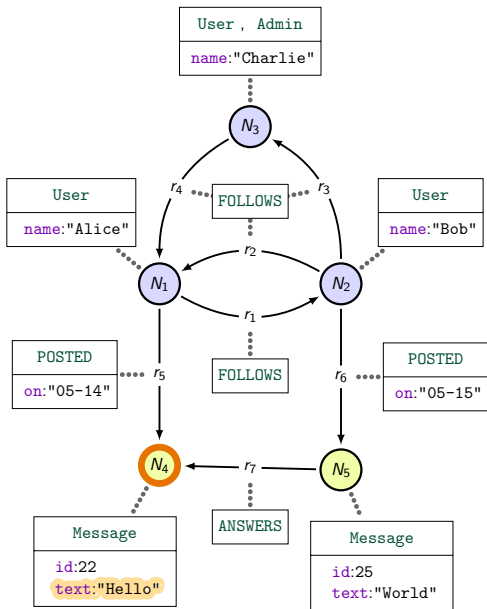 User , Admin
name:"Charlie"
N3
r4
FOLLOWS
r3
User
name:"Alice"
User
name:"Bob"
r2
N1
N2
r1
POSTED
on:"05-14"
r5
FOLLOWS
r6
POSTED
on:"05-15"
N4
r7
N5
Message
id:22
text:"Hello"
ANSWERS
Message
id:25
text:"World"